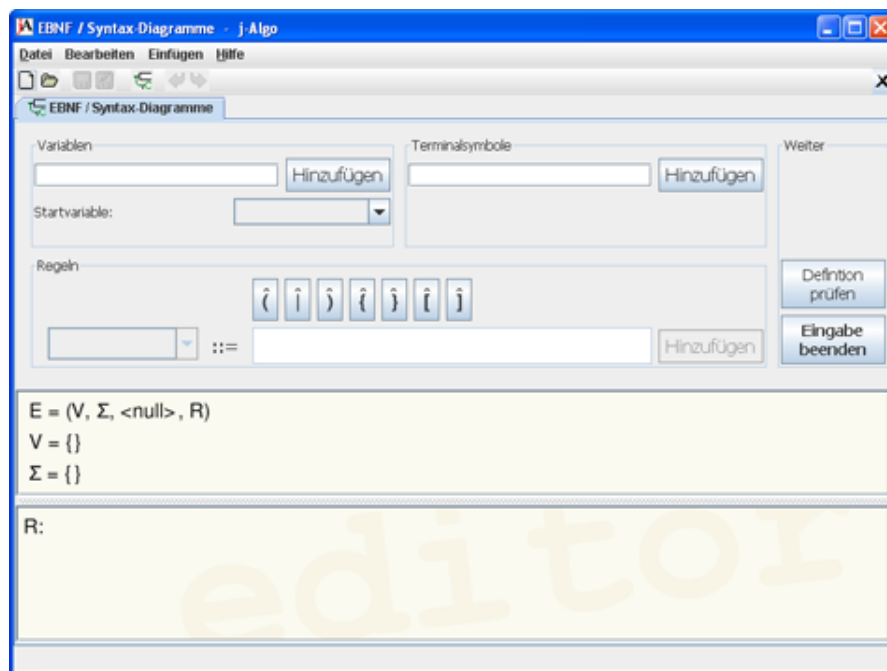 EBNF / Syntax-Diagramme - j-Algo
Datei Bearbeiten Einfügen Hilfe
EBNF / Syntax-Diagramme
Variablen
Hinzufügen
Startvariable:
Terminalsymbole
Hinzufügen
Weiter
Regeln
( | ) { } [ ]
::=
Hinzufügen
Defintion
prüfen
Eingabe
beenden
E = (V, Σ, <null>, R)
V = {}
Σ = {}
R:
editor